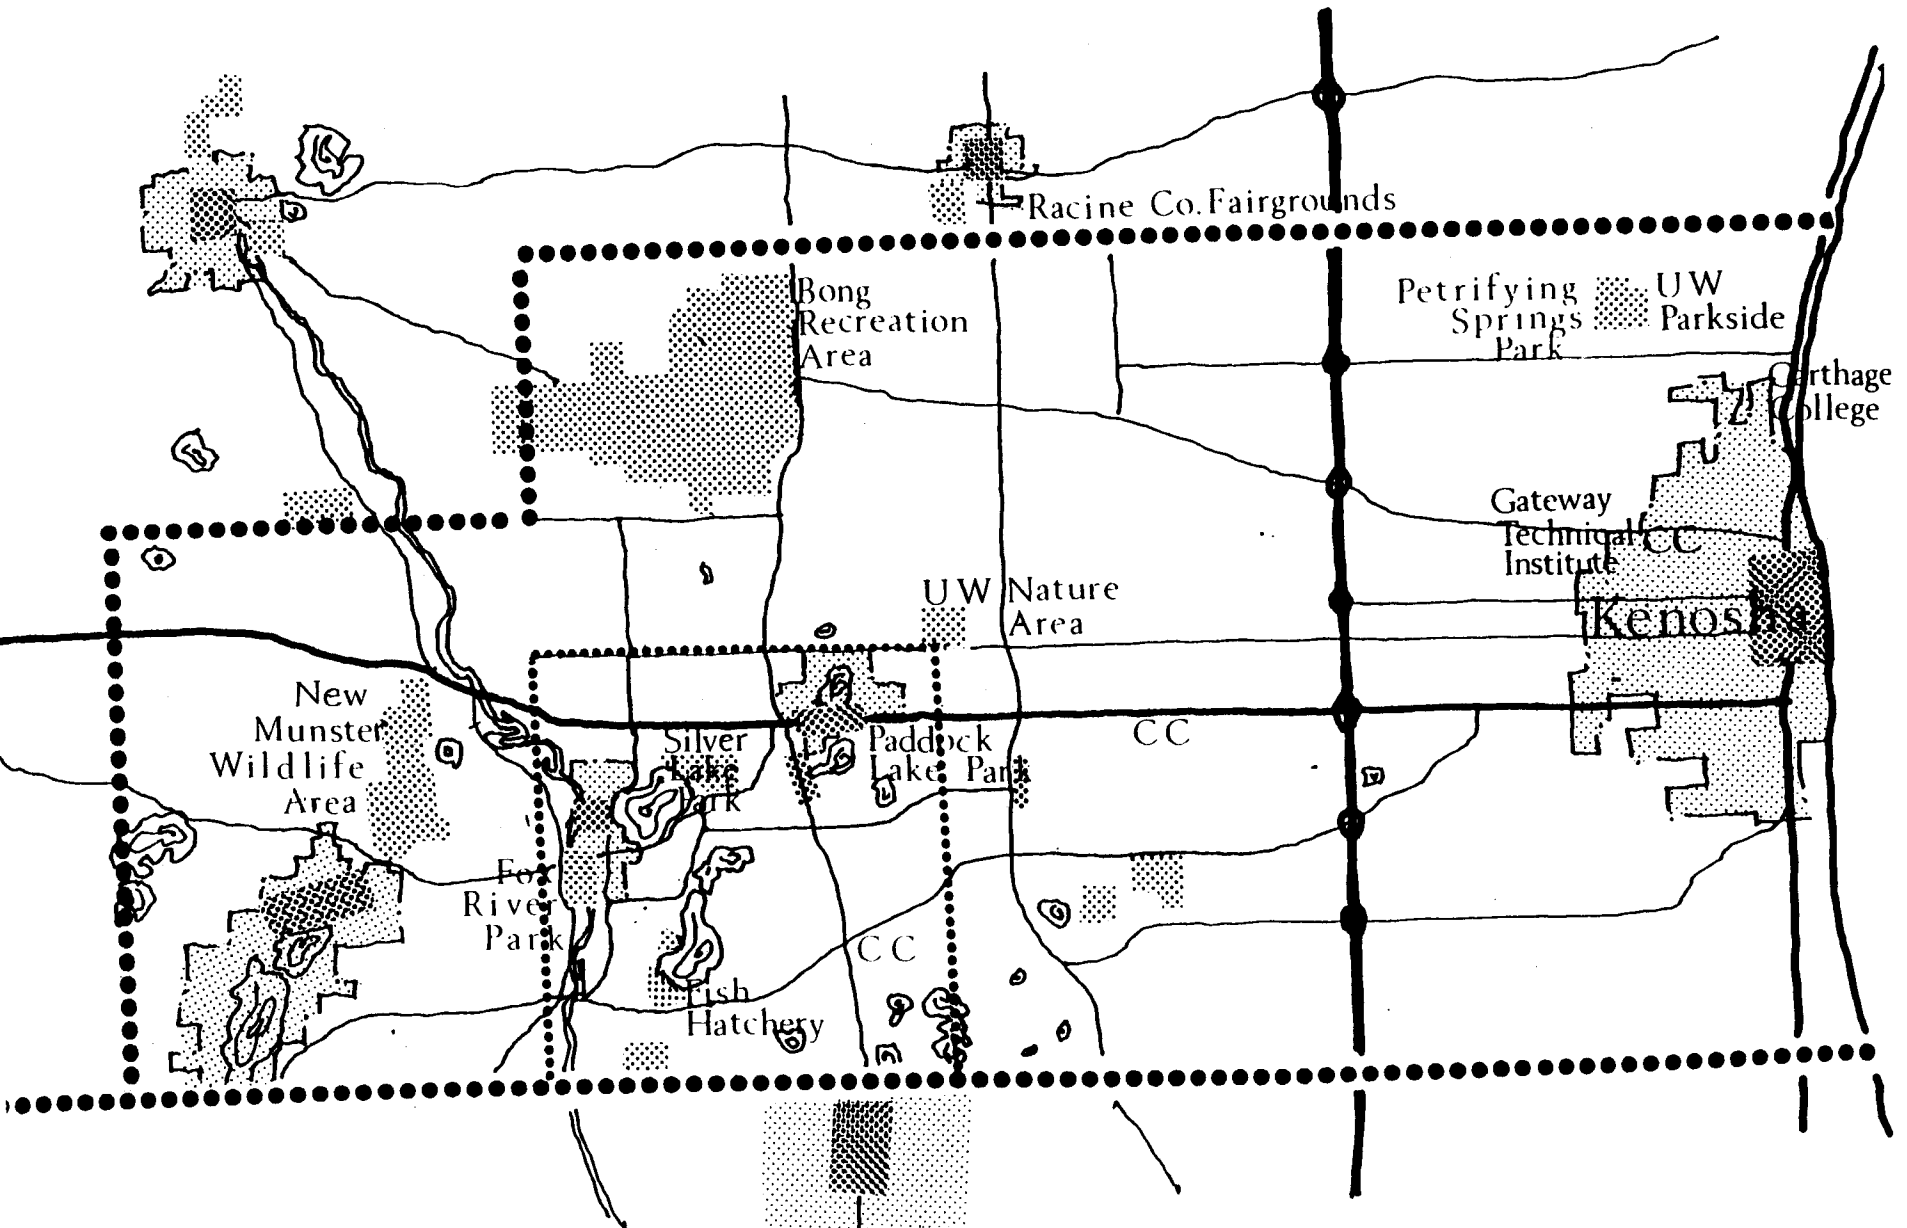 Racine Co. Fairgrounds
Bong
Recreation
Area
Petrifying
Springs
Park
UW
Parkside
Carthage
College
Gateway
Technical
Institute
CC
Kenosha
UW Nature
Area
New
Munster
Wildlife
Area
Silver
Lake
Park
Paddock
Lake Park
CC
Fox
River
Park
CC
Fish
Hatchery